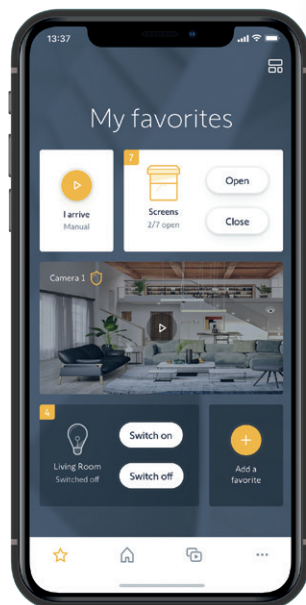 13:37
My favorites
7
I arrive
Manual
Screens
2/7 open
Open
Close
Camera 1
4
Living Room
Switched off
Switch on
Switch off
Add a
favorite